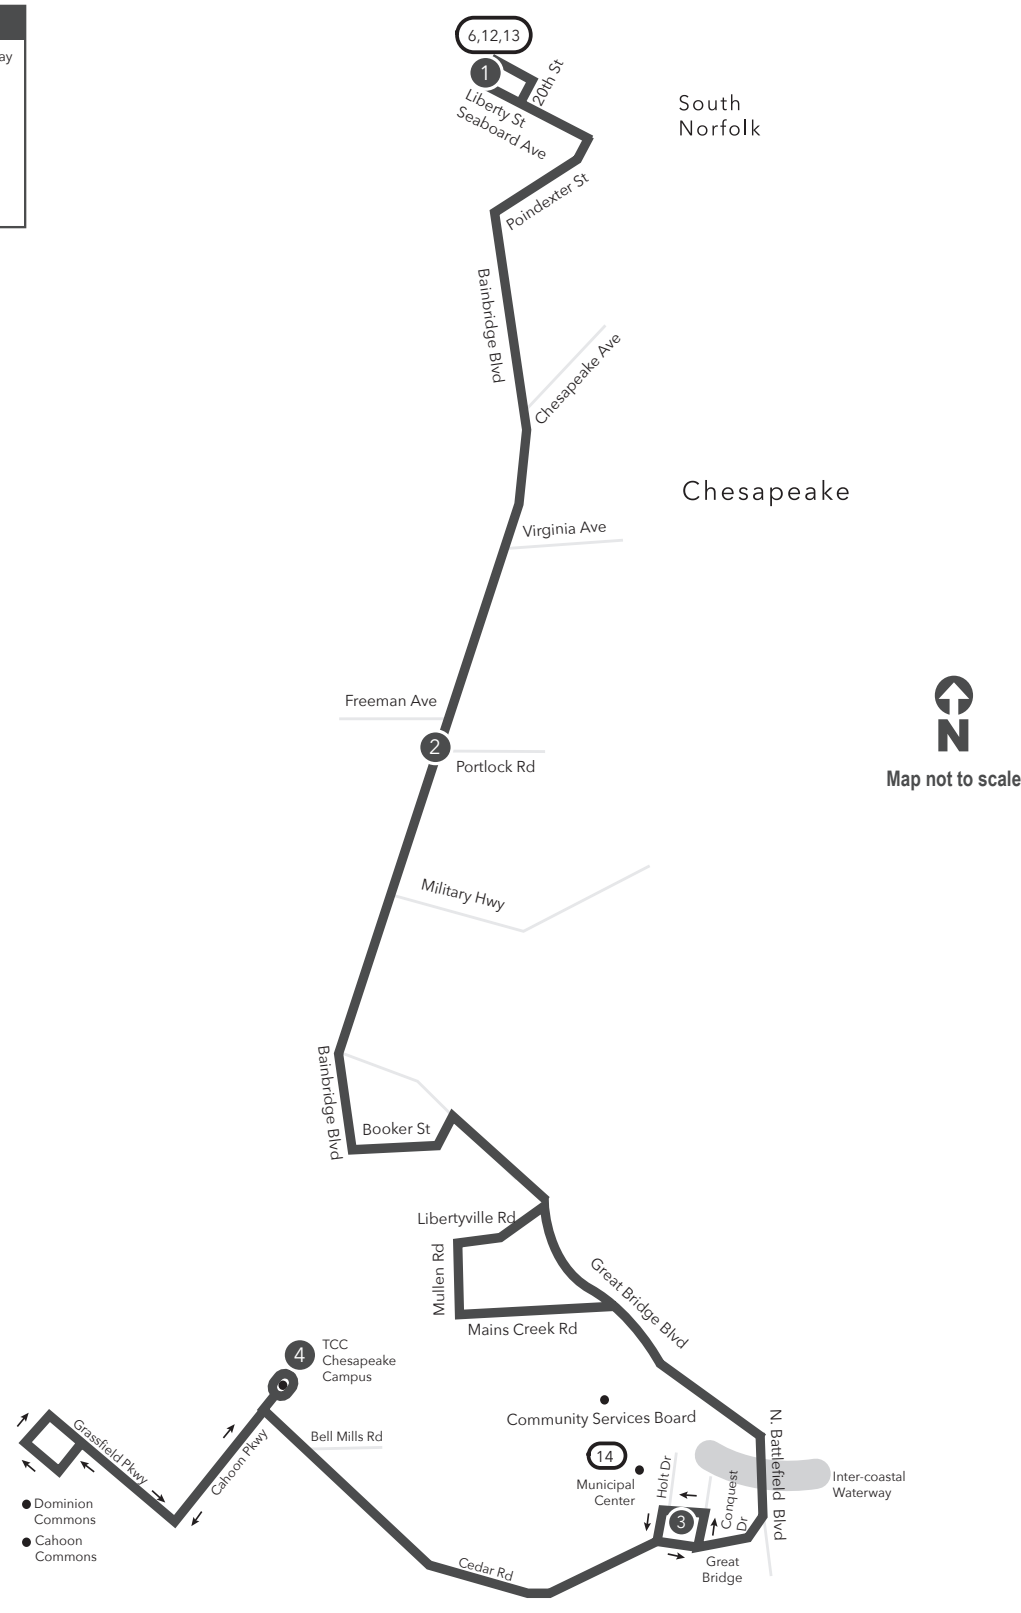 ay
6,12,13
1
20th St
Liberty St
Seaboard Ave
South
Norfolk
Poindexter St
Bainbridge Blvd
Chesapeake Ave
Chesapeake
Virginia Ave
Freeman Ave
2
Portlock Rd
N
Map not to scale
Military Hwy
Bainbridge Blvd
Booker St
Libertyville Rd
Mullen Rd
Mains Creek Rd
Great Bridge Blvd
4
TCC
Chesapeake
Campus
Grassfield Pkwy
Cahoon Pkwy
Bell Mills Rd
Community Services Board
14
Municipal
Center
Holt Dr
Conquest
Dr
N. Battlefield Blvd
Inter-coastal
Waterway
3
Great
Bridge
Cedar Rd
Dominion
Commons
Cahoon
Commons